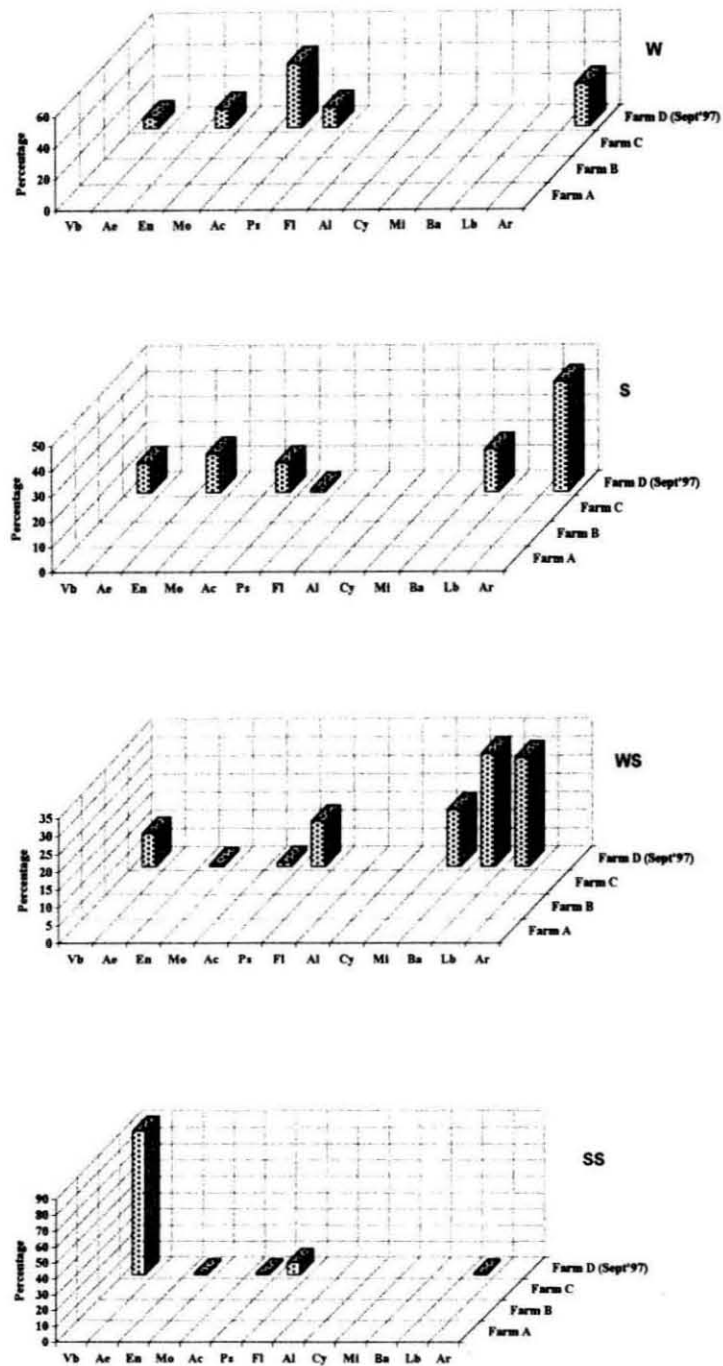 W
60
40
20
0
Percentage
Vb Ae En Mo Ac Ps Fl Al Cy Mi Ba Lb Ar
Farm D (Sept'97)
Farm C
Farm B
Farm A
S
50
40
30
20
10
0
Percentage
Vb Ae En Mo Ac Ps Fl Al Cy Mi Ba Lb Ar
Farm D (Sept'97)
Farm C
Farm B
Farm A
WS
35
30
25
20
15
10
5
0
Percentage
Vb Ae En Mo Ac Ps Fl Al Cy Mi Ba Lb Ar
Farm D (Sept'97)
Farm C
Farm B
Farm A
SS
90
80
70
60
50
40
30
20
10
0
Percentage
Vb Ae En Mo Ac Ps Fl Al Cy Mi Ba Lb Ar
Farm D (Sept'97)
Farm C
Farm B
Farm A